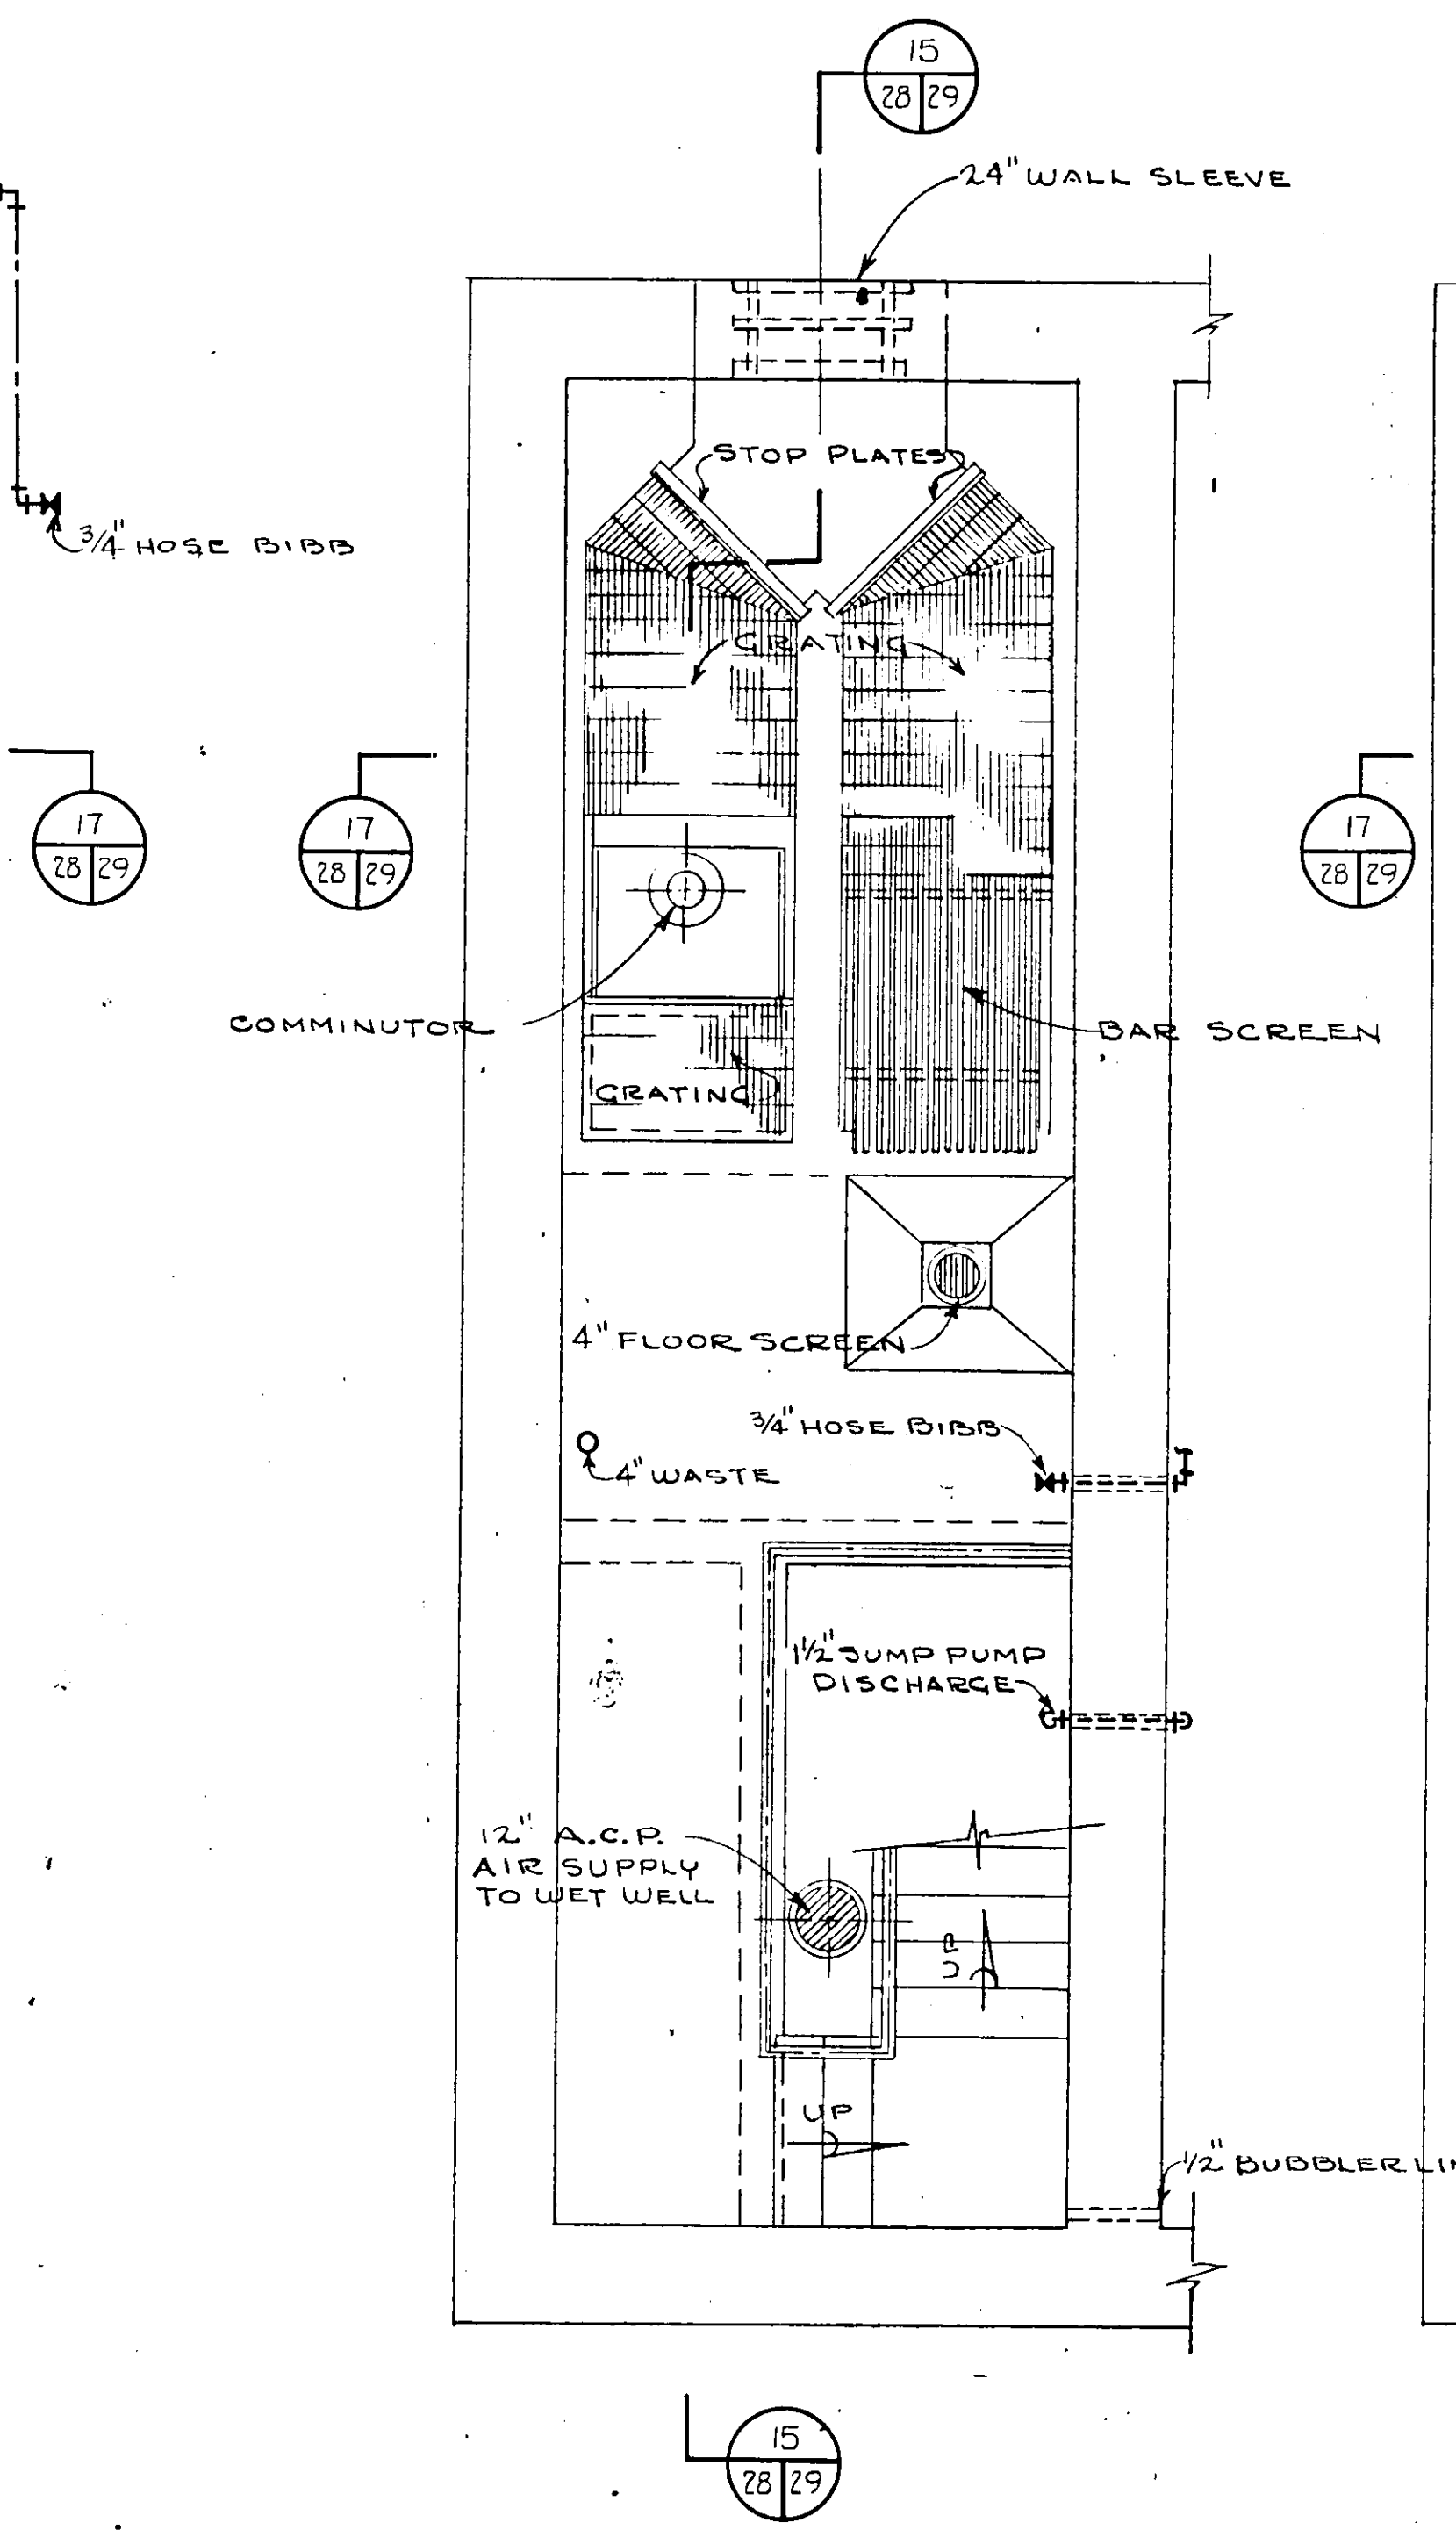 15
28 29
24" WALL SLEEVE
STOP PLATES
3/4" HOSE BIBB
GRATING
17
28 29
17
28 29
17
28 29
COMMINUTOR
BAR SCREEN
GRATING
4" FLOOR SCREEN
3/4" HOSE BIBB
4" WASTE
1 1/2" SUMP PUMP
DISCHARGE
12" A.C.P.
AIR SUPPLY
TO WET WELL
UP
UP
1/2" BUBBLER
15
28 29